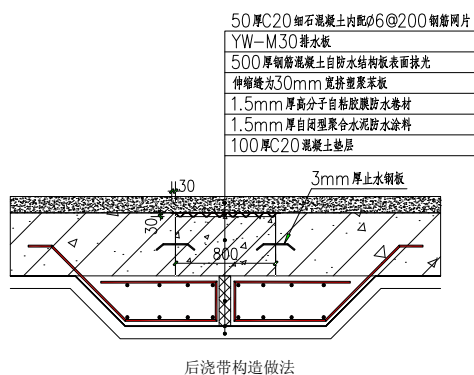 50厚C20细石混凝土内配Ø6@200钢筋网片
YW-M30排水板
500厚钢筋混凝土自防水结构板表面抹光
伸缩缝为30mm宽挤塑聚苯板
1.5mm厚高分子自粘胶膜防水卷材
1.5mm厚自闭型聚合水泥防水涂料
100厚C20混凝土垫层
30
3mm厚止水钢板
30
800
后浇带构造做法